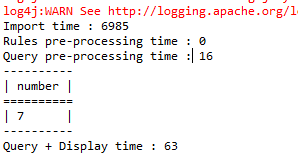 log4j:WARN See http://logging.apache.org/l
Import time : 6985
Rules pre-processing time : 0
Query pre-processing time : 16
----------
| number |
==========
| 7      |
----------
Query + Display time : 63